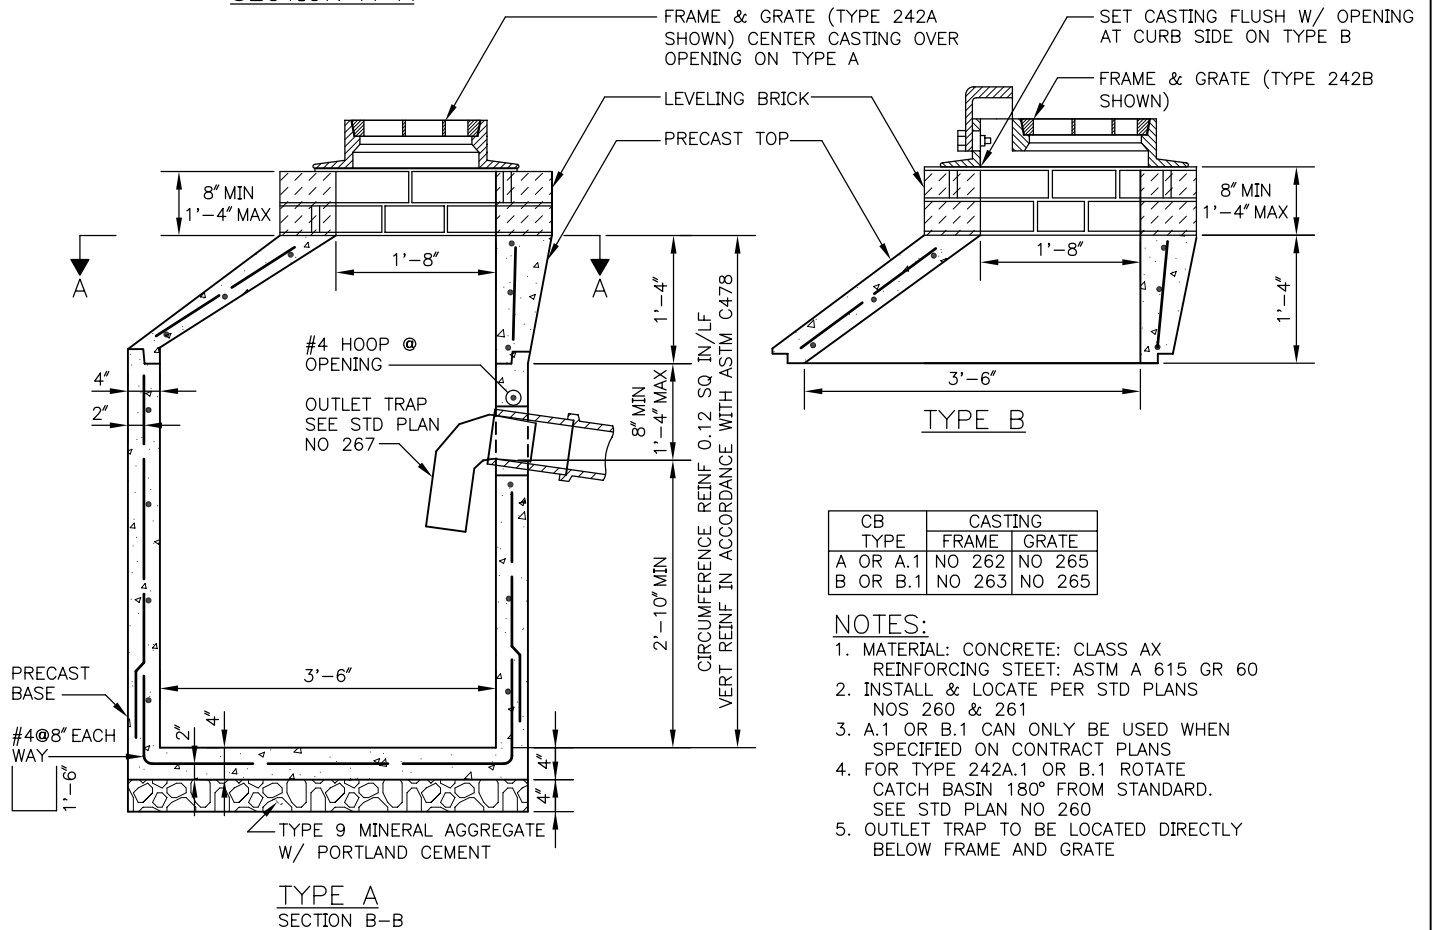 FRAME & GRATE (TYPE 242A
SHOWN) CENTER CASTING OVER
OPENING ON TYPE A
SET CASTING FLUSH W/ OPENING
AT CURB SIDE ON TYPE B
FRAME & GRATE (TYPE 242B
SHOWN)
LEVELING BRICK
PRECAST TOP
8" MIN
1'-4" MAX
8" MIN
1'-4" MAX
1'-8"
1'-8"
A
A
1'-4"
1'-4"
#4 HOOP @
OPENING
4"
2"
OUTLET TRAP
SEE STD PLAN
NO 267
8" MIN
1'-4" MAX
CIRCUMFERENCE REINF 0.12 SQ IN/LF
VERT REINF IN ACCORDANCE WITH ASTM C478
3'-6"
TYPE B
2'-10" MIN
3'-6"
PRECAST
BASE
#4@8" EACH
WAY
1'-6"
2"
4"
4"
4"
TYPE 9 MINERAL AGGREGATE
W/ PORTLAND CEMENT
TYPE A
SECTION B-B
CB CASTING
TYPE FRAME GRATE
A OR A.1 NO 262 NO 265
B OR B.1 NO 263 NO 265
NOTES:
1. MATERIAL: CONCRETE: CLASS AX
REINFORCING STEET: ASTM A 615 GR 60
2. INSTALL & LOCATE PER STD PLANS
NOS 260 & 261
3. A.1 OR B.1 CAN ONLY BE USED WHEN
SPECIFIED ON CONTRACT PLANS
4. FOR TYPE 242A.1 OR B.1 ROTATE
CATCH BASIN 180° FROM STANDARD.
SEE STD PLAN NO 260
5. OUTLET TRAP TO BE LOCATED DIRECTLY
BELOW FRAME AND GRATE